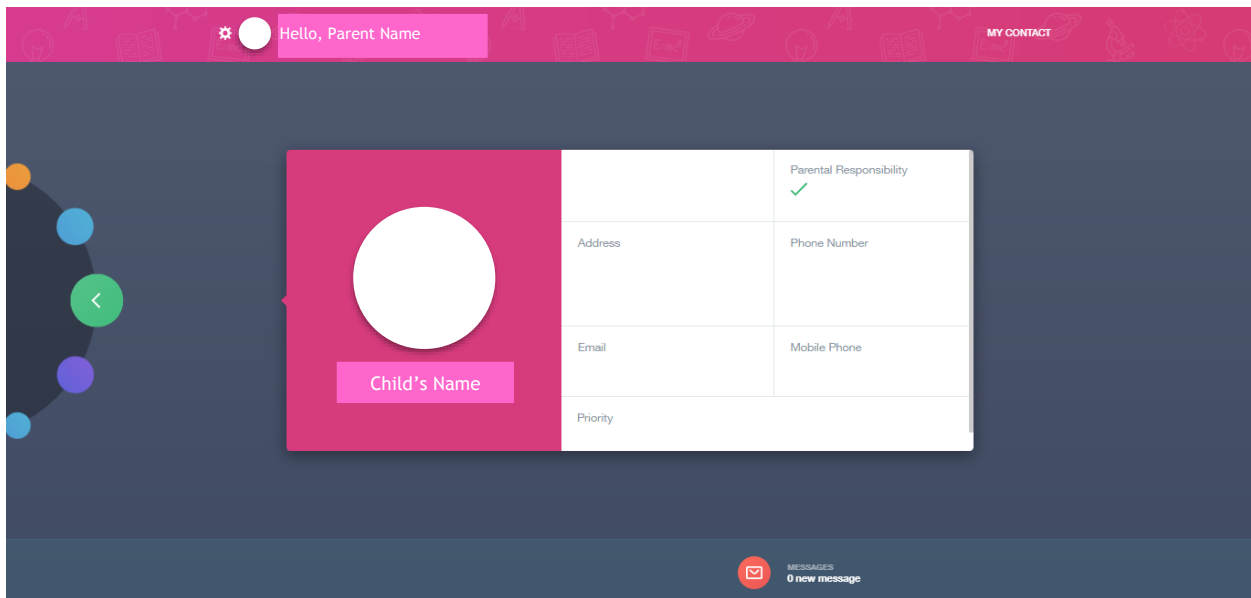 Hello, Parent Name
MY CONTACT
Parental Responsibility
Address
Phone Number
Email
Mobile Phone
Child's Name
Priority
MESSAGES
0 new message